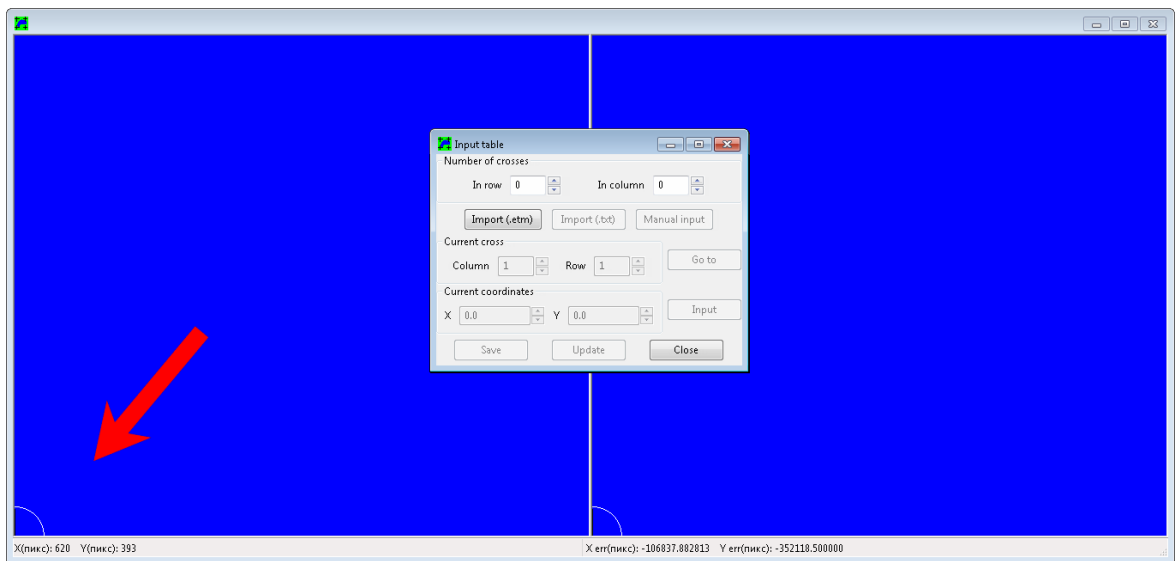 Input table
Number of crosses
In row 0 In column 0
Import (.etm) Import (.txt) Manual input
Current cross
Column 1 Row 1 Go to
Current coordinates
X 0.0 Y 0.0 Input
Save Update Close
X(пикс): 620 Y(пикс): 393 X err(пикс): -106837.882813 Y err(пикс): -352118.500000